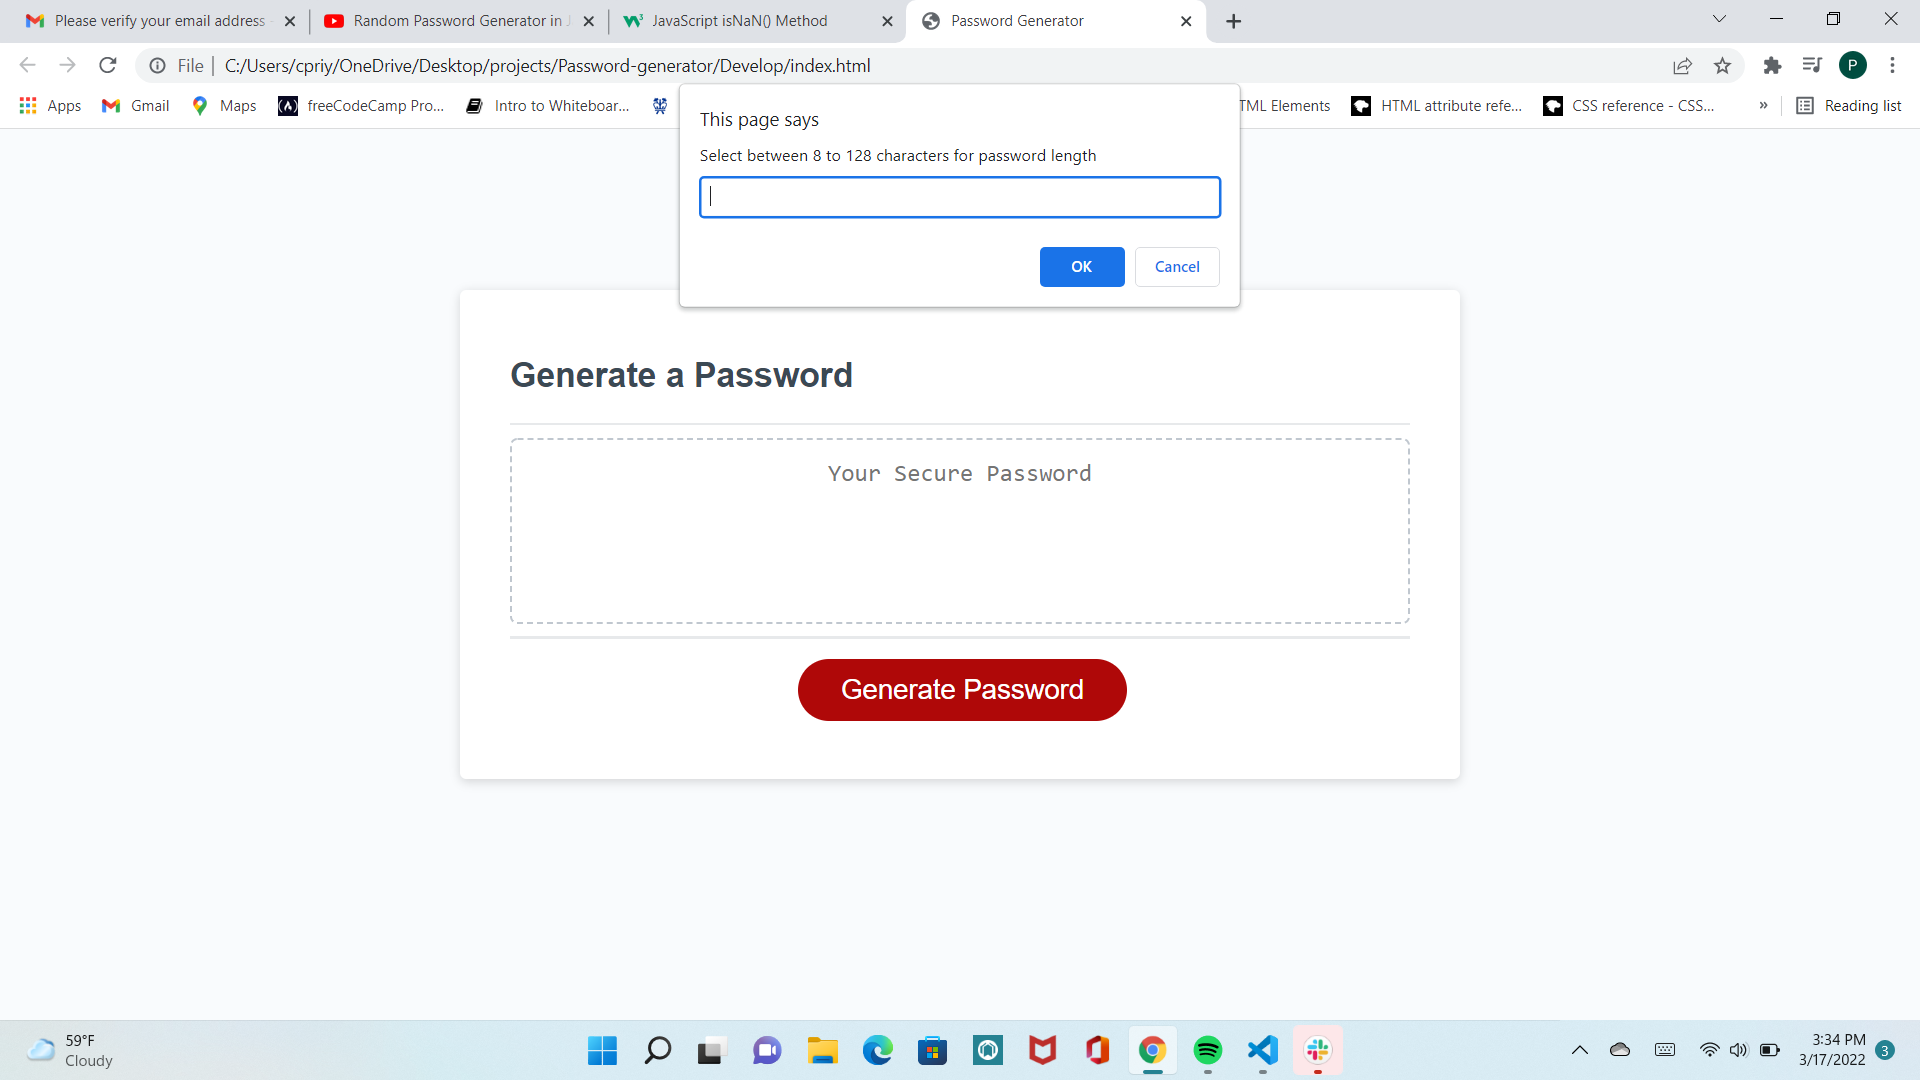 Please verify your email address -
Random Password Generator in J
JavaScript isNaN() Method
Password Generator
File
C:/Users/cpriy/OneDrive/Desktop/projects/Password-generator/Develop/index.html
P
Apps
Gmail
Maps
freeCodeCamp Pro...
Intro to Whiteboar...
TML Elements
HTML attribute refe...
CSS reference - CSS...
»
Reading list
This page says
Select between 8 to 128 characters for password length
OK
Cancel
Generate a Password
Your Secure Password
Generate Password
59°F
Cloudy
3:34 PM
3/17/2022
3